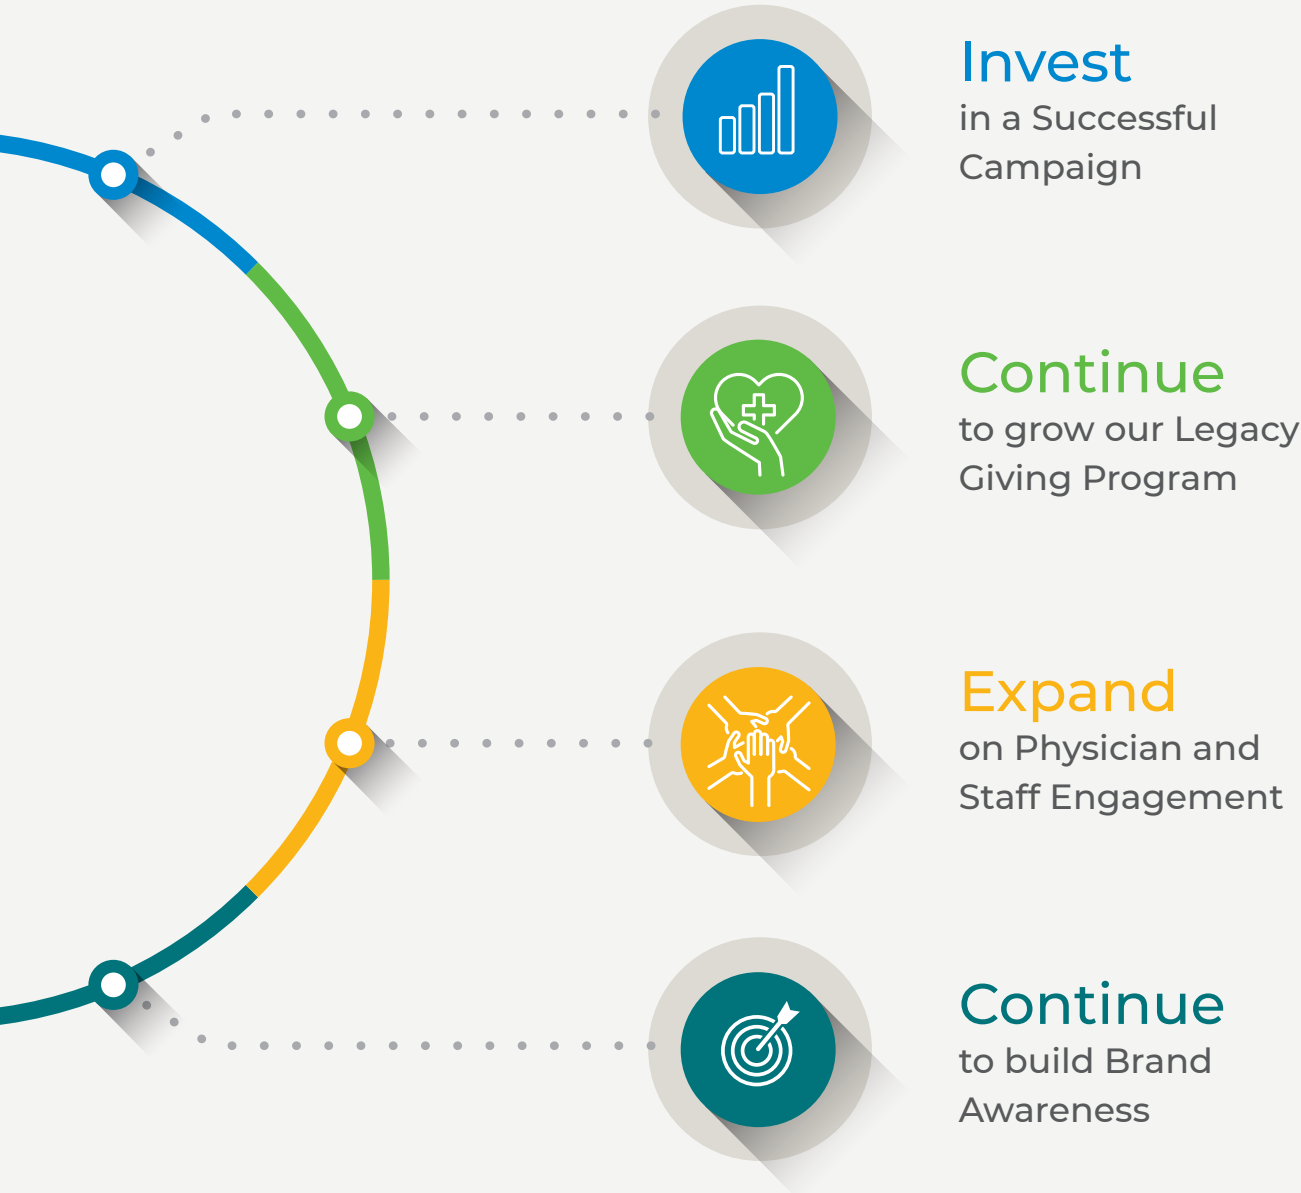 Invest
in a Successful
Campaign
Continue
to grow our Legacy
Giving Program
Expand
on Physician and
Staff Engagement
Continue
to build Brand
Awareness